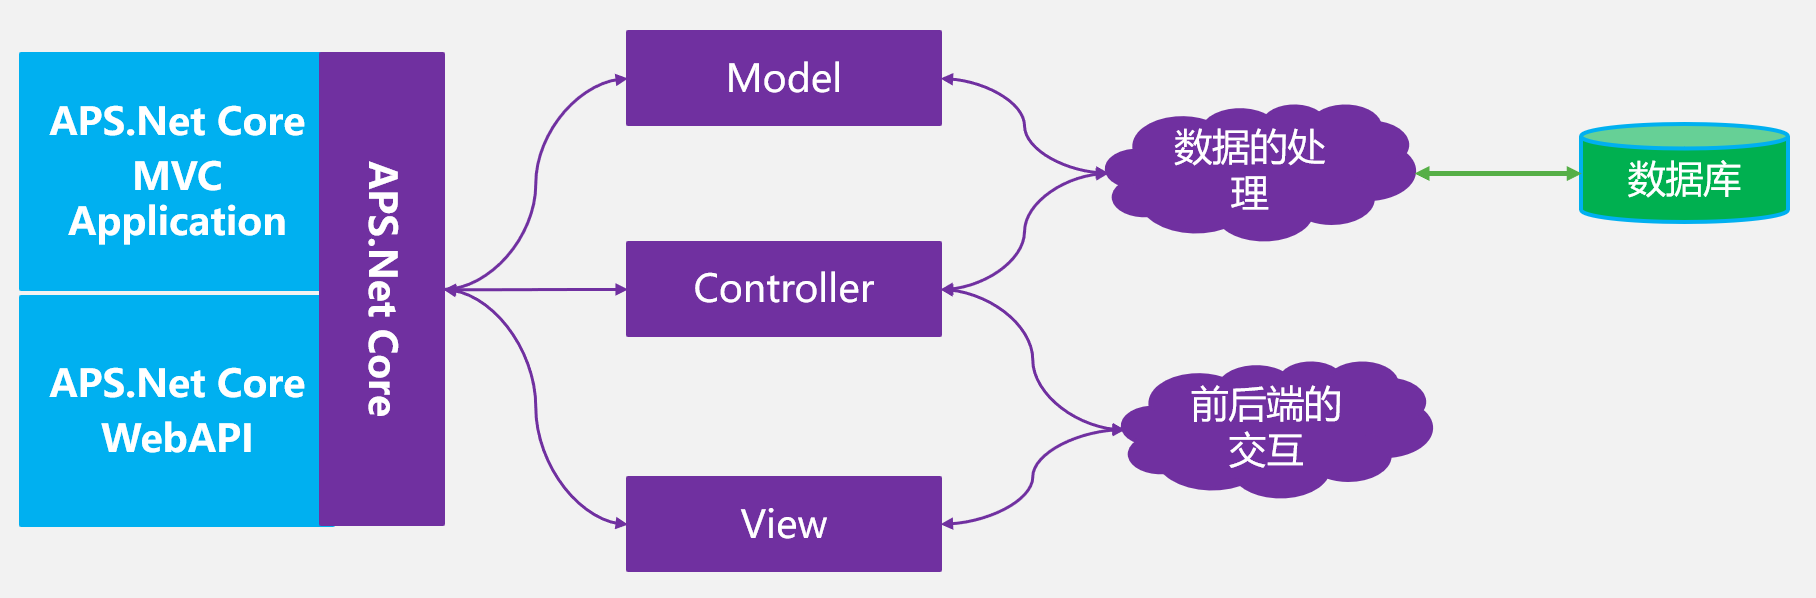 APS.Net Core
MVC
Application
APS.Net Core
WebAPI
APS.Net Core
Model
Controller
View
数据的处
理
前后端的
交互
数据库